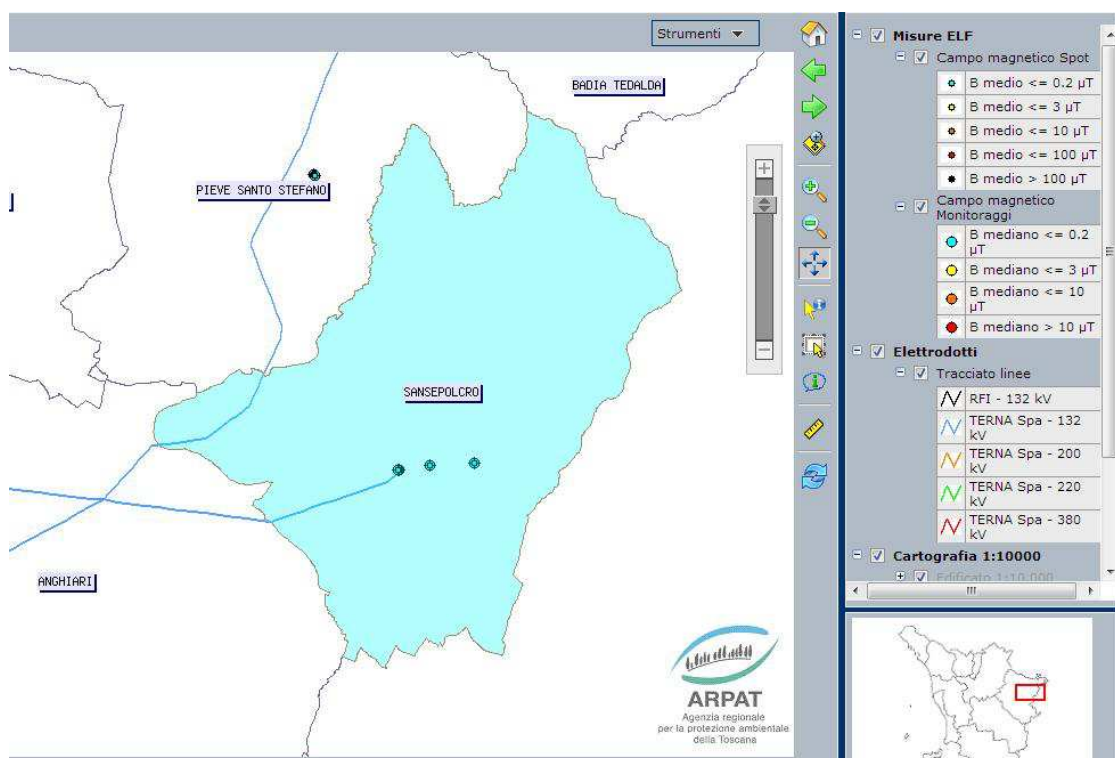 Strumenti
BADIA TEDALDA
PIEVE SANTO STEFANO
SANSEPOLCRO
ANGHIARI
ARPAT
Agenzia regionale
per la protezione ambientale
della Toscana
Misure ELF
Campo magnetico Spot
B medio <= 0.2 µT
B medio <= 3 µT
B medio <= 10 µT
B medio <= 100 µT
B medio > 100 µT
Campo magnetico
Monitoraggi
B mediano <= 0.2
µT
B mediano <= 3 µT
B mediano <= 10
µT
B mediano > 10 µT
Elettrodotti
Tracciato linee
RFI - 132 kV
TERNA Spa - 132
kV
TERNA Spa - 200
kV
TERNA Spa - 220
kV
TERNA Spa - 380
kV
Cartografia 1:10000
Edificato 1:10.000